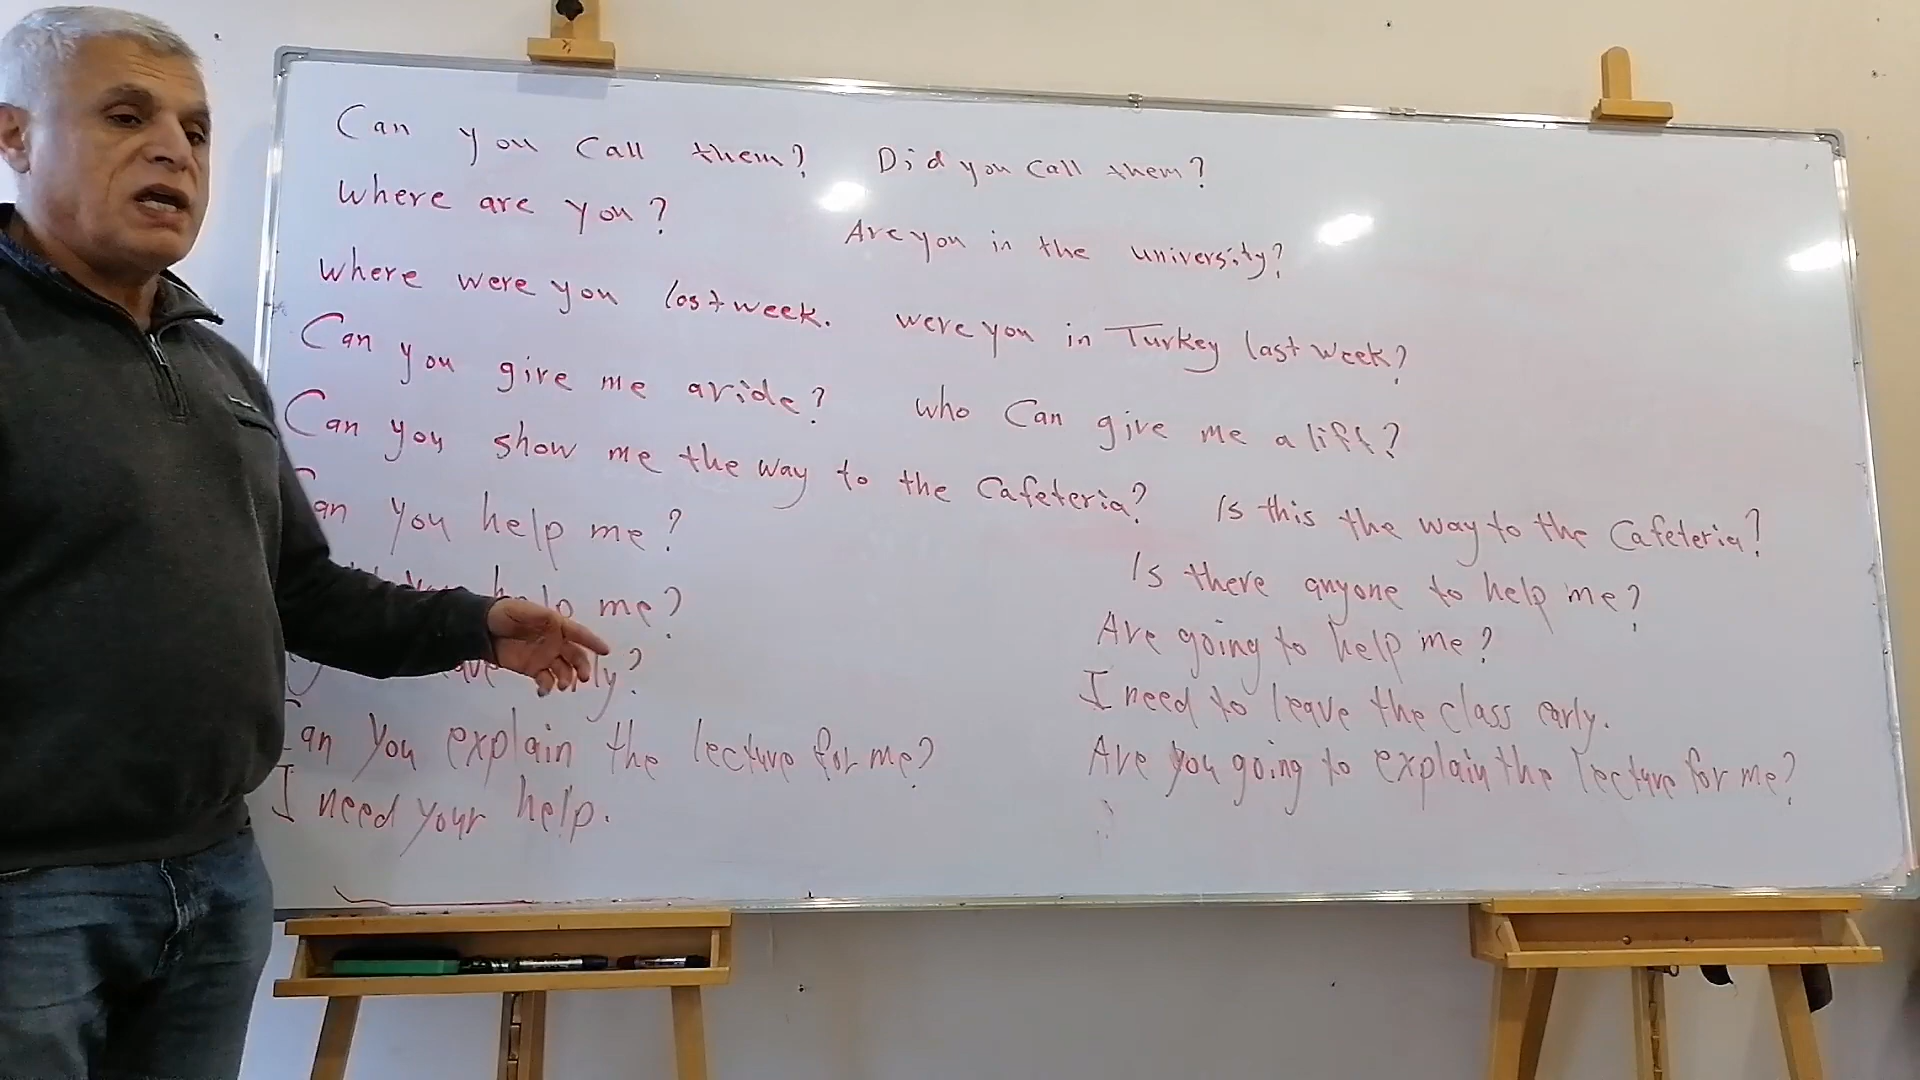 Can you call them? Did you call them?
where are you? Are you in the university?
where were you last week. were you in Turkey last week?
Can you give me a ride? who Can give me a lift?
Can you show me the way to the Cafeteria? Is this the way to the Cafeteria?
Can you help me? Is there anyone to help me?
help me? Are going to help me?
I need to leave the class early.
Can you explain the lecture for me? Are you going to explain the lecture for me?
I need your help.